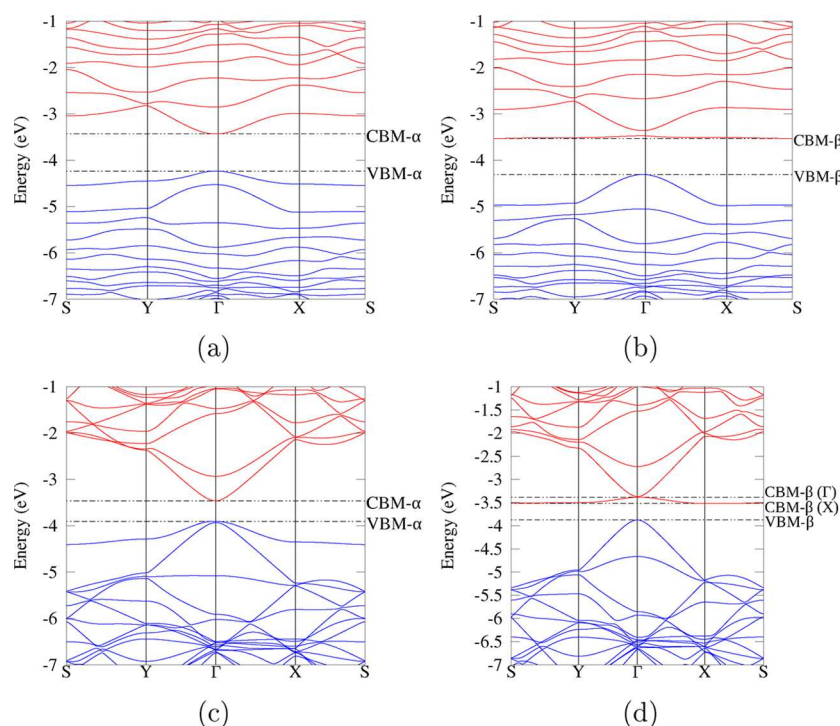 -1
-2
-3
-4
-5
-6
-7
Energy (eV)
CBM-α
VBM-α
S Y Γ X S
(a)
-1
-2
-3
-4
-5
-6
-7
Energy (eV)
CBM-β
VBM-β
S Y Γ X S
(b)
-1
-2
-3
-4
-5
-6
-7
Energy (eV)
CBM-α
VBM-α
S Y Γ X S
(c)
-1
-1.5
-2
-2.5
-3
-3.5
-4
-4.5
-5
-5.5
-6
-6.5
-7
Energy (eV)
CBM-β (Γ)
CBM-β (X)
VBM-β
S Y Γ X S
(d)